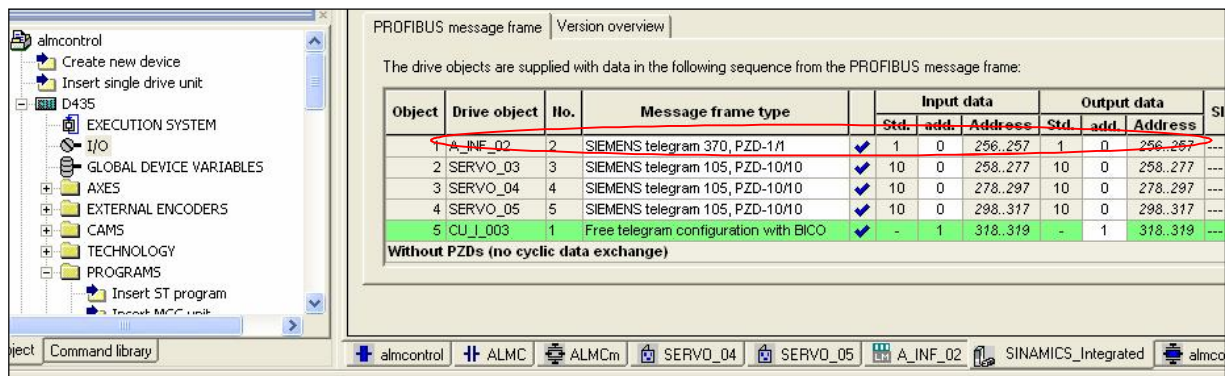 almcontrol
Create new device
Insert single drive unit
D435
EXECUTION SYSTEM
I/O
GLOBAL DEVICE VARIABLES
AXES
EXTERNAL ENCODERS
CAMS
TECHNOLOGY
PROGRAMS
Insert ST program
Insert MCC unit
ject Command library
PROFIBUS message frame Version overview
The drive objects are supplied with data in the following sequence from the PROFIBUS message frame:
Object Drive object No. Message frame type Input data Output data SI
Std. add. Address Std. add. Address
1 A_INF_02 2 SIEMENS telegram 370, PZD-1/1 1 0 256..257 1 0 256..257 ---
2 SERVO_03 3 SIEMENS telegram 105, PZD-10/10 10 0 258..277 10 0 258..277 ---
3 SERVO_04 4 SIEMENS telegram 105, PZD-10/10 10 0 278..297 10 0 278..297 ---
4 SERVO_05 5 SIEMENS telegram 105, PZD-10/10 10 0 298..317 10 0 298..317 ---
5 CU_I_003 1 Free telegram configuration with BICO - 1 318..319 - 1 318..319 ---
Without PZDs (no cyclic data exchange)
almcontrol ALMC ALMCm SERVO_04 SERVO_05 A_INF_02 SINAMICS_Integrated almco